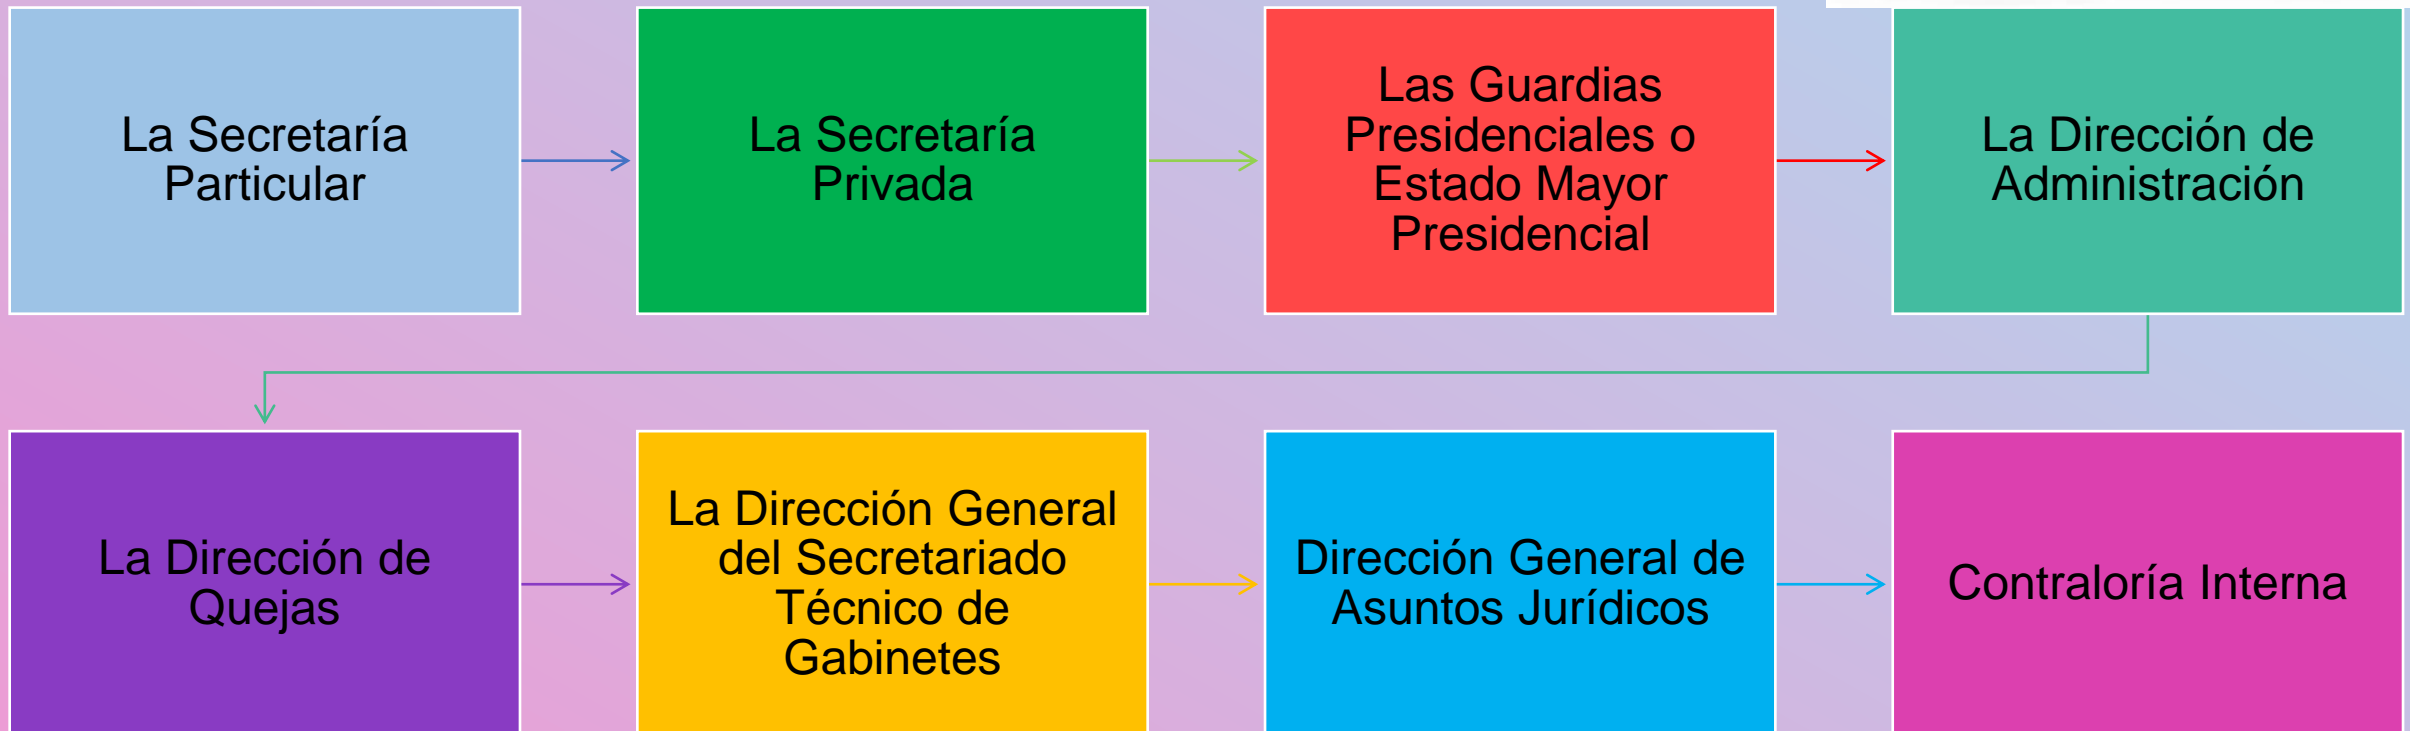 La Secretaría
Particular
La Secretaría
Privada
Las Guardias
Presidenciales o
Estado Mayor
Presidencial
La Dirección de
Administración
La Dirección de
Quejas
La Dirección General
del Secretariado
Técnico de
Gabinetes
Dirección General de
Asuntos Jurídicos
Contraloría Interna